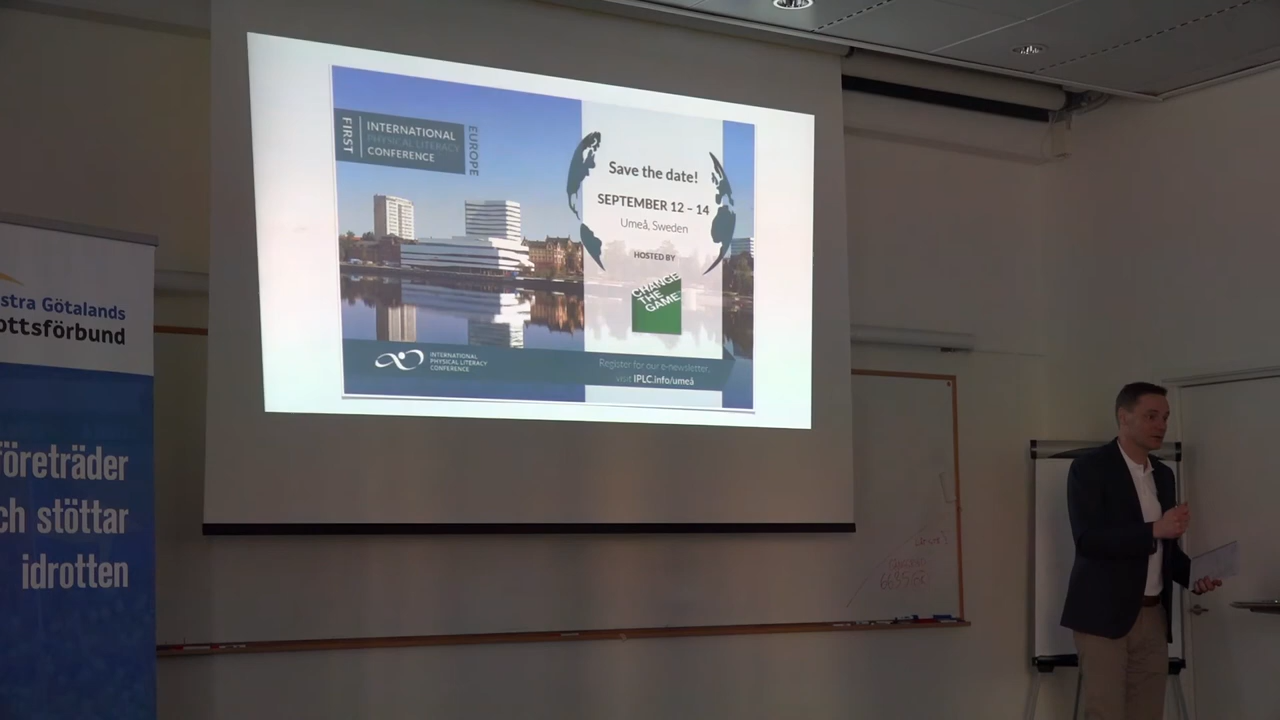 FIRST
INTERNATIONAL
PHYSICAL LITERACY
CONFERENCE
EUROPE
Save the date!
SEPTEMBER 12 – 14
Umeå, Sweden
HOSTED BY
CHANGE
THE
GAME
INTERNATIONAL
PHYSICAL LITERACY
CONFERENCE
Register for our e-newsletter,
visit IPLC.info/umeå
stra Götalands
ottsförbund
företräder
ch stöttar
idrotten